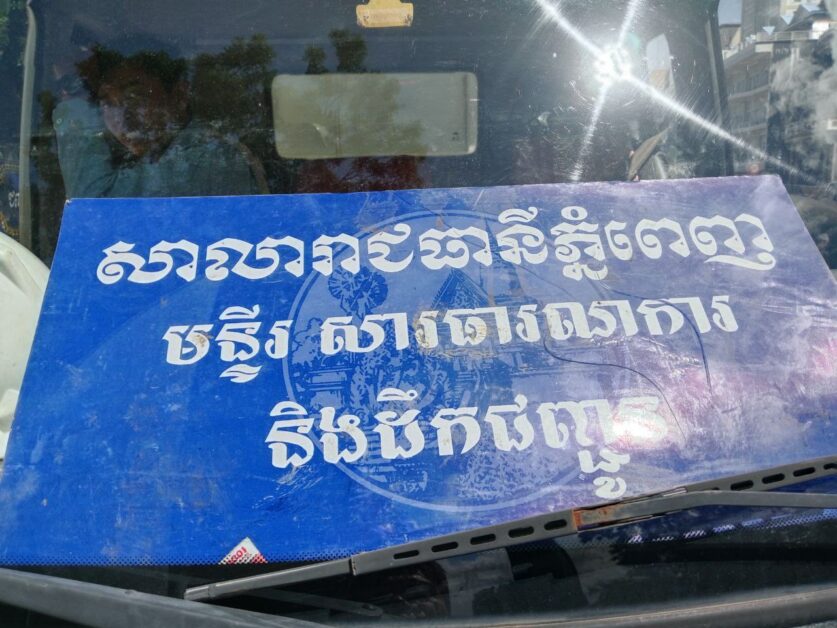 សាលារាជធានីភ្នំពេញ
មន្ទីរ សារធារណការ
និងដឹកជញ្ជូន